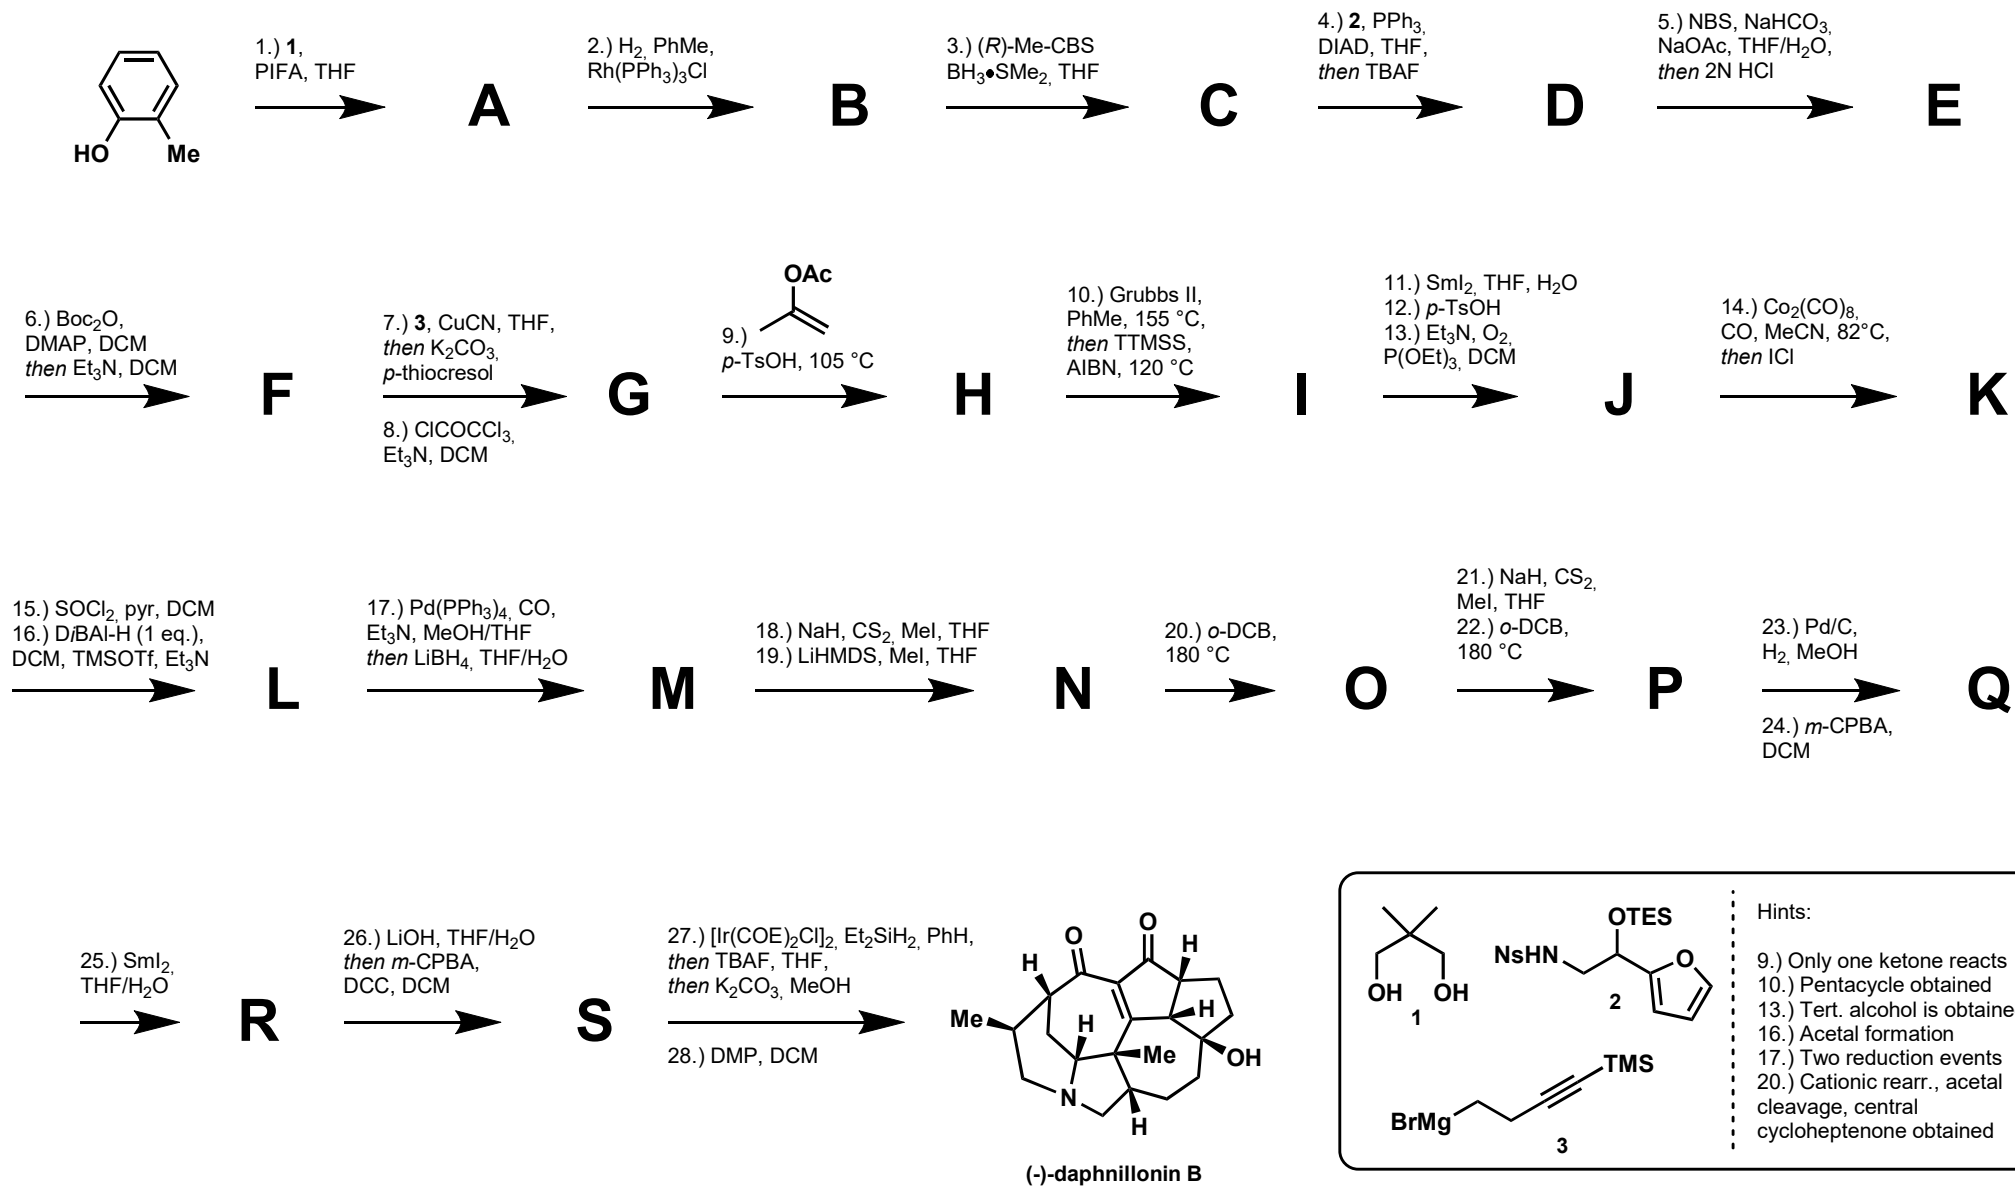 HO
Me
1.) 1,
PIFA, THF
A
2.) H2, PhMe,
Rh(PPh3)3Cl
B
3.) (R)-Me-CBS
BH3•SMe2, THF
C
4.) 2, PPh3,
DIAD, THF,
then TBAF
D
5.) NBS, NaHCO3,
NaOAc, THF/H2O,
then 2N HCl
E
6.) Boc2O,
DMAP, DCM
then Et3N, DCM
F
7.) 3, CuCN, THF,
then K2CO3,
p-thiocresol
8.) ClCOCCl3,
Et3N, DCM
G
OAc
9.)
p-TsOH, 105 °C
H
10.) Grubbs II,
PhMe, 155 °C,
then TTMSS,
AIBN, 120 °C
I
11.) SmI2, THF, H2O
12.) p-TsOH
13.) Et3N, O2,
P(OEt)3, DCM
J
14.) Co2(CO)8,
CO, MeCN, 82°C,
then ICl
K
15.) SOCl2, pyr, DCM
16.) DiBAl-H (1 eq.),
DCM, TMSOTf, Et3N
L
17.) Pd(PPh3)4, CO,
Et3N, MeOH/THF
then LiBH4, THF/H2O
M
18.) NaH, CS2, MeI, THF
19.) LiHMDS, MeI, THF
N
20.) o-DCB,
180 °C
O
21.) NaH, CS2,
MeI, THF
22.) o-DCB,
180 °C
P
23.) Pd/C,
H2, MeOH
24.) m-CPBA,
DCM
Q
25.) SmI2,
THF/H2O
R
26.) LiOH, THF/H2O
then m-CPBA,
DCC, DCM
S
27.) [Ir(COE)2Cl]2, Et2SiH2, PhH,
then TBAF, THF,
then K2CO3, MeOH
28.) DMP, DCM
O
O
H
H
H
H
Me
Me
OH
N
H
(-)-daphnillonin B
OH
OH
1
OTES
NsHN
O
2
TMS
BrMg
3
Hints:
9.) Only one ketone reacts
10.) Pentacycle obtained
13.) Tert. alcohol is obtaine
16.) Acetal formation
17.) Two reduction events
20.) Cationic rearr., acetal
cleavage, central
cycloheptenone obtained